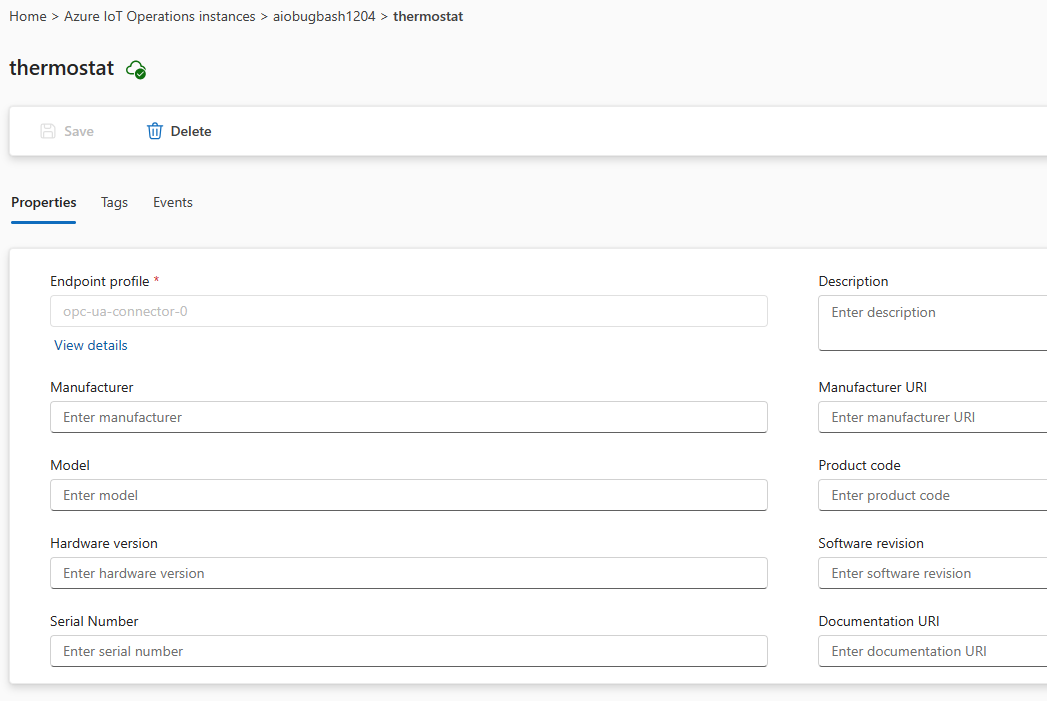 Home > Azure IoT Operations instances > aiobugbash1204 > thermostat
thermostat
Save Delete
Properties Tags Events
Endpoint profile * Description
opc-ua-connector-0 Enter description
View details
Manufacturer Manufacturer URI
Enter manufacturer Enter manufacturer URI
Model Product code
Enter model Enter product code
Hardware version Software revision
Enter hardware version Enter software revision
Serial Number Documentation URI
Enter serial number Enter documentation URI